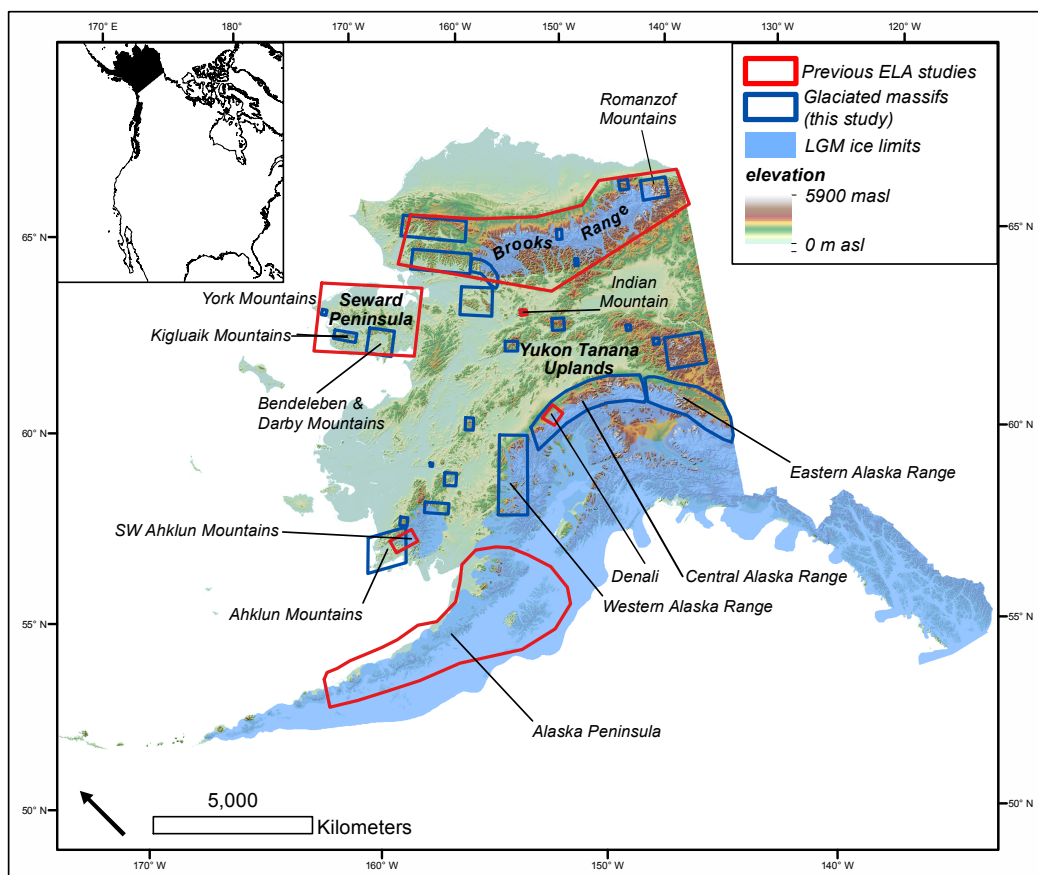 170° E
180°
170° W
160° W
150° W
140° W
130° W
120° W
Previous ELA studies
Glaciated massifs
(this study)
LGM ice limits
elevation
5900 masl
0 m asl
Romanzof
Mountains
65° N
65° N
Brooks
Range
York Mountains
Seward
Peninsula
Indian
Mountain
Kigluaik Mountains
Yukon Tanana
Uplands
Bendeleben &
Darby Mountains
60° N
60° N
Eastern Alaska Range
SW Ahklun Mountains
Denali
Central Alaska Range
Ahklun Mountains
Western Alaska Range
55° N
55° N
Alaska Peninsula
50° N
50° N
5,000
Kilometers
170° W
160° W
150° W
140° W